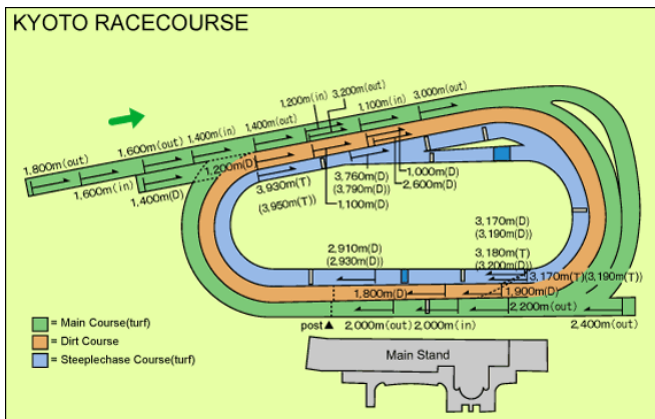 KYOTO RACECOURSE
1,200m(in)
3,200m(out)
1,400m(out)
1,100m(in)
3,000m(out)
1,400m(in)
1,600m(out)
1,800m(out)
1,600m(in)
1,400m(D)
1,200m(D)
3,930m(T)
(3,950m(T))
3,760m(D)
(3,790m(D))
1,100m(D)
1,000m(D)
2,600m(D)
3,170m(D)
(3,190m(D))
2,910m(D)
(2,930m(D))
3,180m(T)
(3,200m(D))
3,170m(T)(3,190m(T))
1,800m(D)
1,900m(D)
2,200m(out)
post▲
2,000m(out)
2,000m(in)
2,400m(out)
= Main Course(turf)
= Dirt Course
= Steeplechase Course(turf)
Main Stand